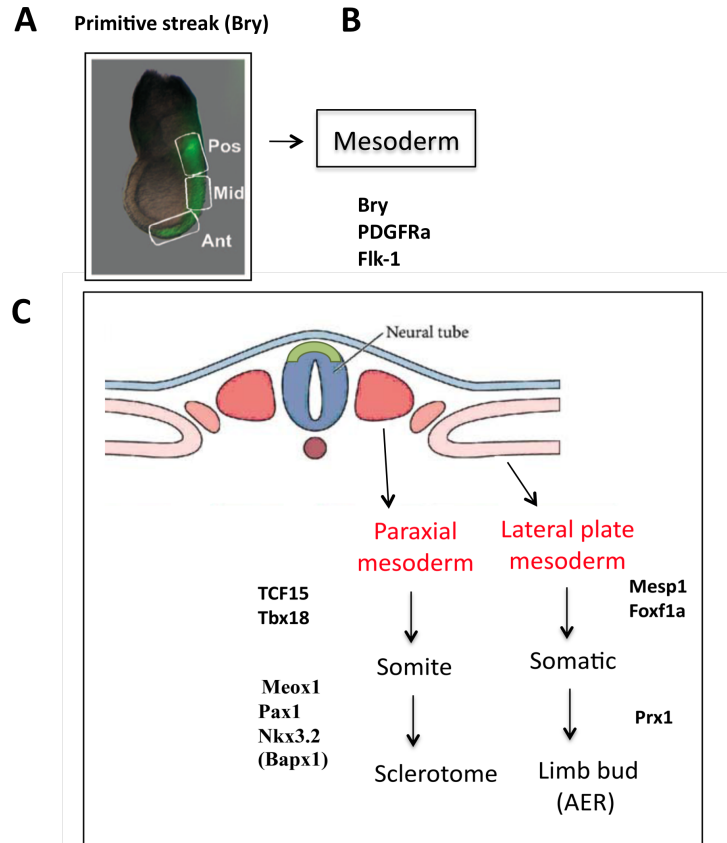 A
Primitive streak (Bry)
B
Pos
Mid
Ant
Mesoderm
Bry
PDGFRa
Flk-1
C
Neural tube
Paraxial
mesoderm
Lateral plate
mesoderm
TCF15
Tbx18
Mesp1
Foxf1a
Somite
Somatic
Meox1
Pax1
Nkx3.2
(Bapx1)
Prx1
Sclerotome
Limb bud
(AER)